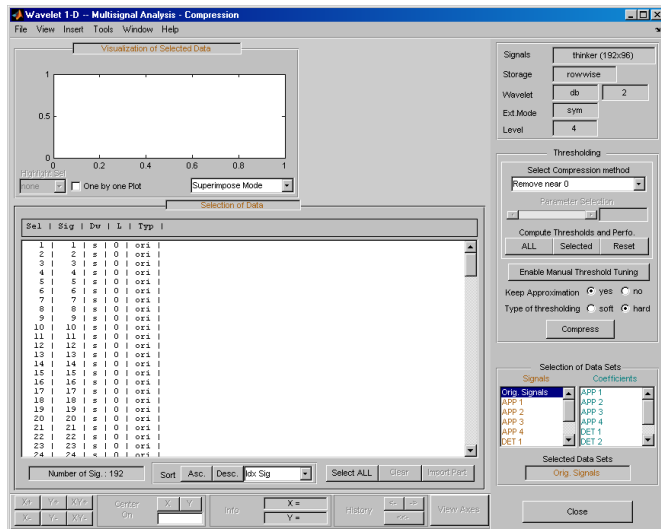 Wavelet 1-D -- Multisignal Analysis - Compression
File View Insert Tools Window Help
Visualization of Selected Data
1
0.5
0
0 0.2 0.4 0.6 0.8 1
Highlight Sel
none One by one Plot Superimpose Mode
Selection of Data
Sel | Sig | Dw | L | Typ |
1 | 1 | s | 0 | ori |
2 | 2 | s | 0 | ori |
3 | 3 | s | 0 | ori |
4 | 4 | s | 0 | ori |
5 | 5 | s | 0 | ori |
6 | 6 | s | 0 | ori |
7 | 7 | s | 0 | ori |
8 | 8 | s | 0 | ori |
9 | 9 | s | 0 | ori |
10 | 10 | s | 0 | ori |
11 | 11 | s | 0 | ori |
12 | 12 | s | 0 | ori |
13 | 13 | s | 0 | ori |
14 | 14 | s | 0 | ori |
15 | 15 | s | 0 | ori |
16 | 16 | s | 0 | ori |
17 | 17 | s | 0 | ori |
18 | 18 | s | 0 | ori |
19 | 19 | s | 0 | ori |
20 | 20 | s | 0 | ori |
21 | 21 | s | 0 | ori |
22 | 22 | s | 0 | ori |
23 | 23 | s | 0 | ori |
24 | 24 | s | 0 | ori |
Number of Sig. : 192 Sort Asc. Desc. Idx Sig Select ALL Clear Import Part.
X+ Y+ XY+ Center On X Y Info X = History <- -> View Axes
X- Y- XY- Y = <<-
Signals thinker (192x96)
Storage rowwise
Wavelet db 2
Ext.Mode sym
Level 4
Thresholding
Select Compression method
Remove near 0
Parameter Selection
Compute Thresholds and Perfo.
ALL Selected Reset
Enable Manual Threshold Tuning
Keep Approximation yes no
Type of thresholding soft hard
Compress
Selection of Data Sets
Signals Coefficients
Orig. Signals APP 1
APP 1 APP 2
APP 2 APP 3
APP 3 APP 4
APP 4 DET 1
DET 1 DET 2
Selected Data Sets
Orig. Signals
Close